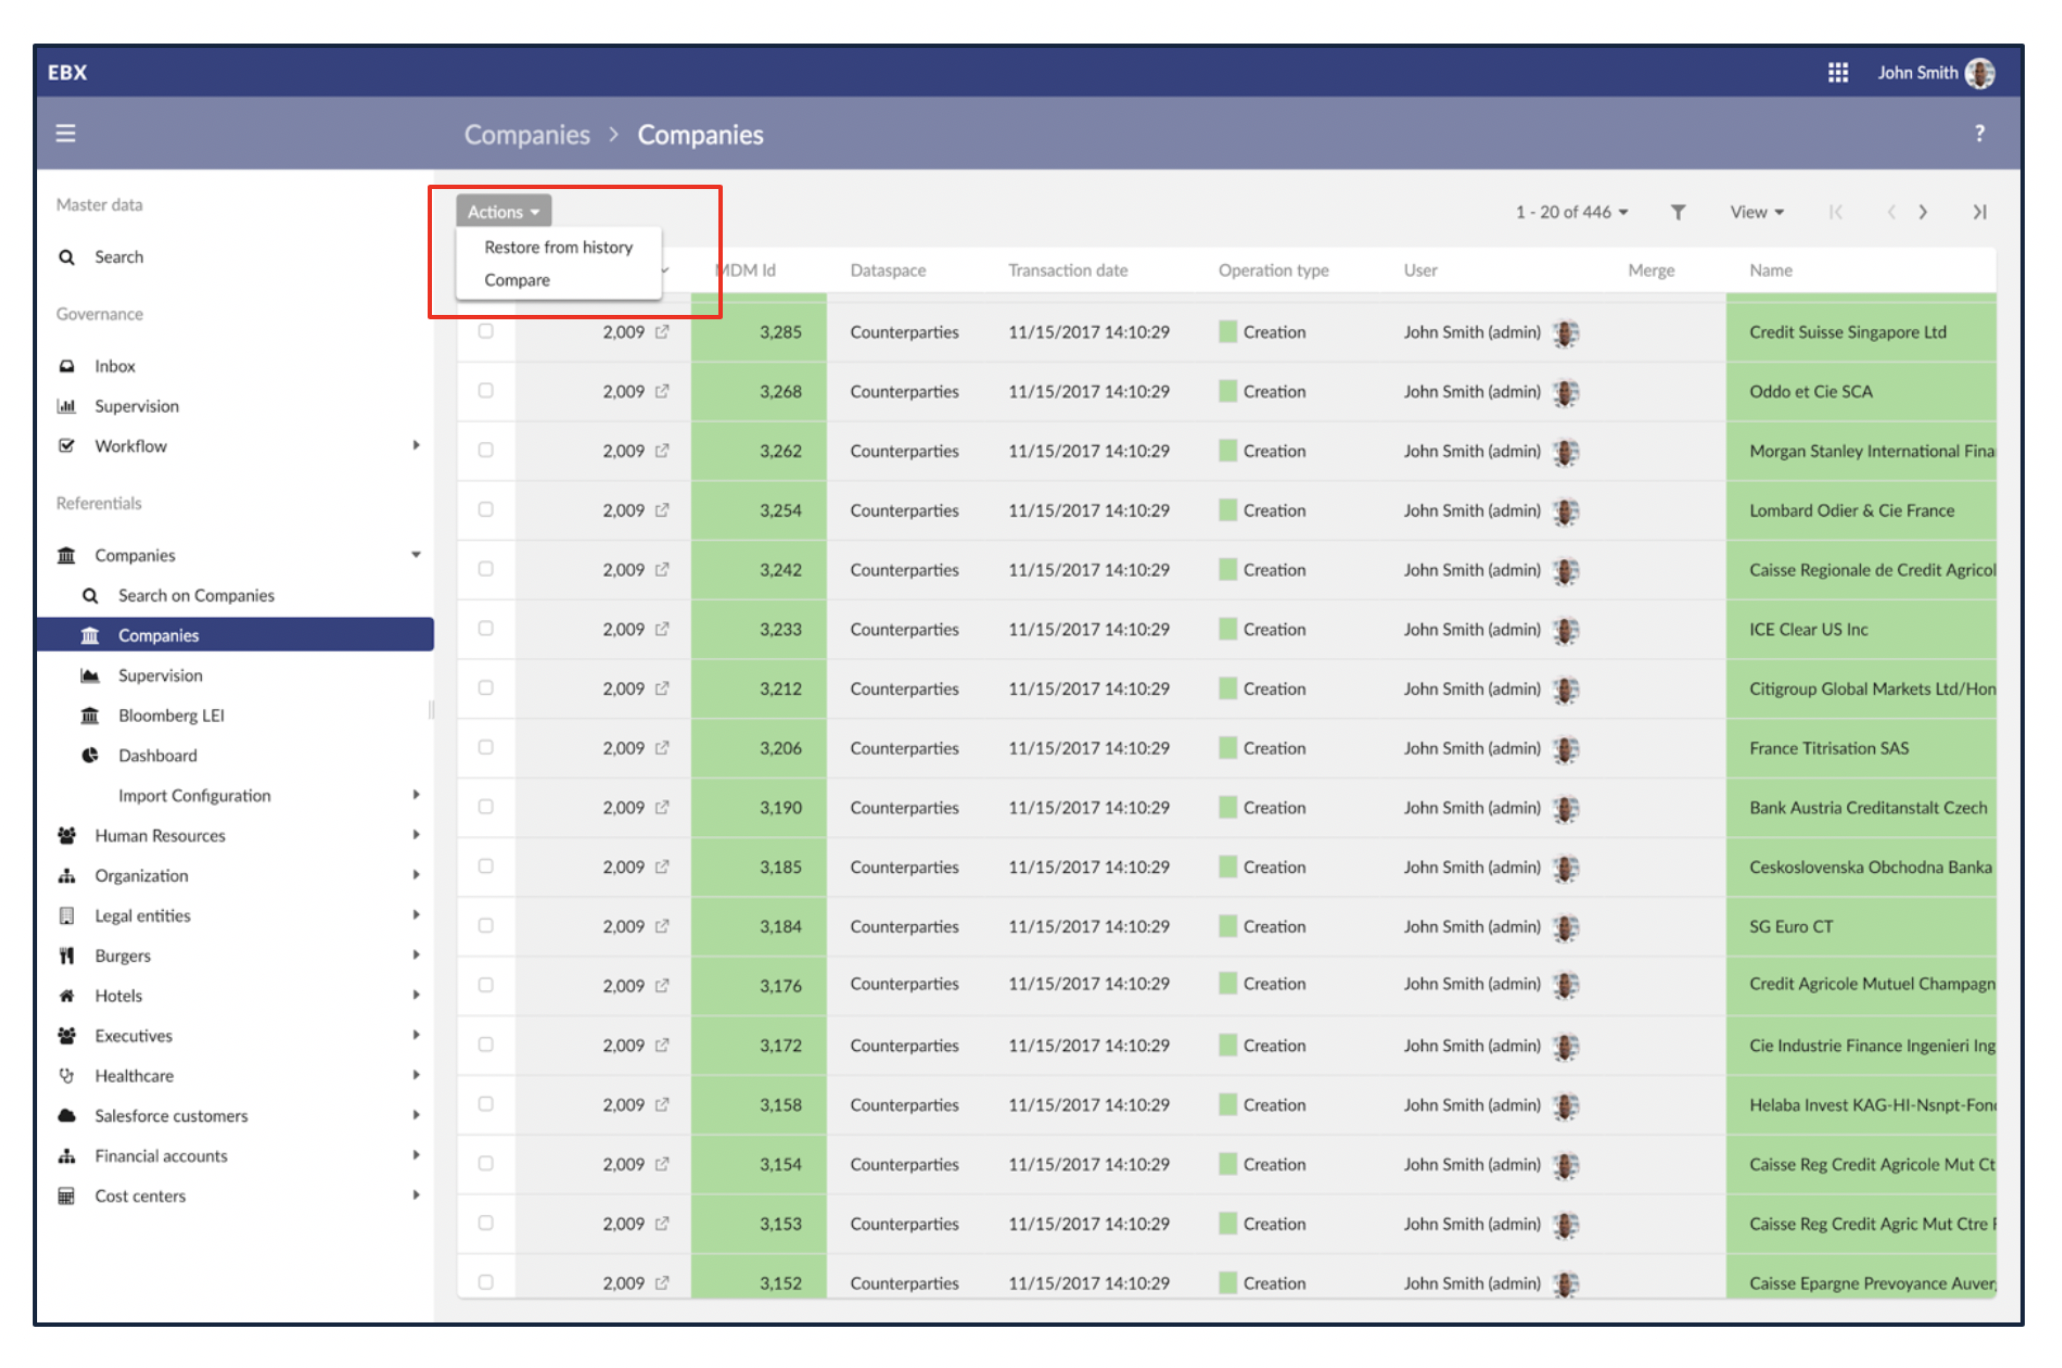 EBX
John Smith
Companies > Companies
?
Master data
Search
Governance
Inbox
Supervision
Workflow
Referentials
Companies
Search on Companies
Companies
Supervision
Bloomberg LEI
Dashboard
Import Configuration
Human Resources
Organization
Legal entities
Burgers
Hotels
Executives
Healthcare
Salesforce customers
Financial accounts
Cost centers
Actions
Restore from history
Compare
1 - 20 of 446
View
MDM Id Dataspace Transaction date Operation type User Merge Name
2,009 3,285 Counterparties 11/15/2017 14:10:29 Creation John Smith (admin) Credit Suisse Singapore Ltd
2,009 3,268 Counterparties 11/15/2017 14:10:29 Creation John Smith (admin) Oddo et Cie SCA
2,009 3,262 Counterparties 11/15/2017 14:10:29 Creation John Smith (admin) Morgan Stanley International Fina
2,009 3,254 Counterparties 11/15/2017 14:10:29 Creation John Smith (admin) Lombard Odier & Cie France
2,009 3,242 Counterparties 11/15/2017 14:10:29 Creation John Smith (admin) Caisse Regionale de Credit Agricol
2,009 3,233 Counterparties 11/15/2017 14:10:29 Creation John Smith (admin) ICE Clear US Inc
2,009 3,212 Counterparties 11/15/2017 14:10:29 Creation John Smith (admin) Citigroup Global Markets Ltd/Hon
2,009 3,206 Counterparties 11/15/2017 14:10:29 Creation John Smith (admin) France Titrisation SAS
2,009 3,190 Counterparties 11/15/2017 14:10:29 Creation John Smith (admin) Bank Austria Creditanstalt Czech
2,009 3,185 Counterparties 11/15/2017 14:10:29 Creation John Smith (admin) Ceskoslovenska Obchodna Banka
2,009 3,184 Counterparties 11/15/2017 14:10:29 Creation John Smith (admin) SG Euro CT
2,009 3,176 Counterparties 11/15/2017 14:10:29 Creation John Smith (admin) Credit Agricole Mutuel Champagn
2,009 3,172 Counterparties 11/15/2017 14:10:29 Creation John Smith (admin) Cie Industrie Finance Ingenieri Ing
2,009 3,158 Counterparties 11/15/2017 14:10:29 Creation John Smith (admin) Helaba Invest KAG-HI-Nsnpt-Fon
2,009 3,154 Counterparties 11/15/2017 14:10:29 Creation John Smith (admin) Caisse Reg Credit Agricole Mut Ct
2,009 3,153 Counterparties 11/15/2017 14:10:29 Creation John Smith (admin) Caisse Reg Credit Agric Mut Ctre
2,009 3,152 Counterparties 11/15/2017 14:10:29 Creation John Smith (admin) Caisse Epargne Prevoyance Auver